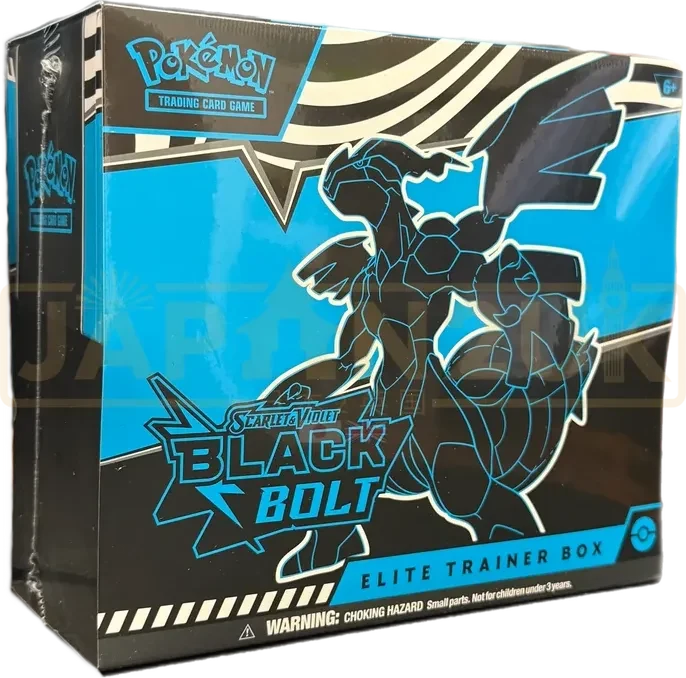 POKéMON
TRADING CARD GAME
6+
POKéMON
TRADING CARD GAME
JAPAN2UK
SCARLET & VIOLET
BLACK
BOLT
ELITE TRAINER BOX
WARNING: CHOKING HAZARD Small parts. Not for children under 3 years.